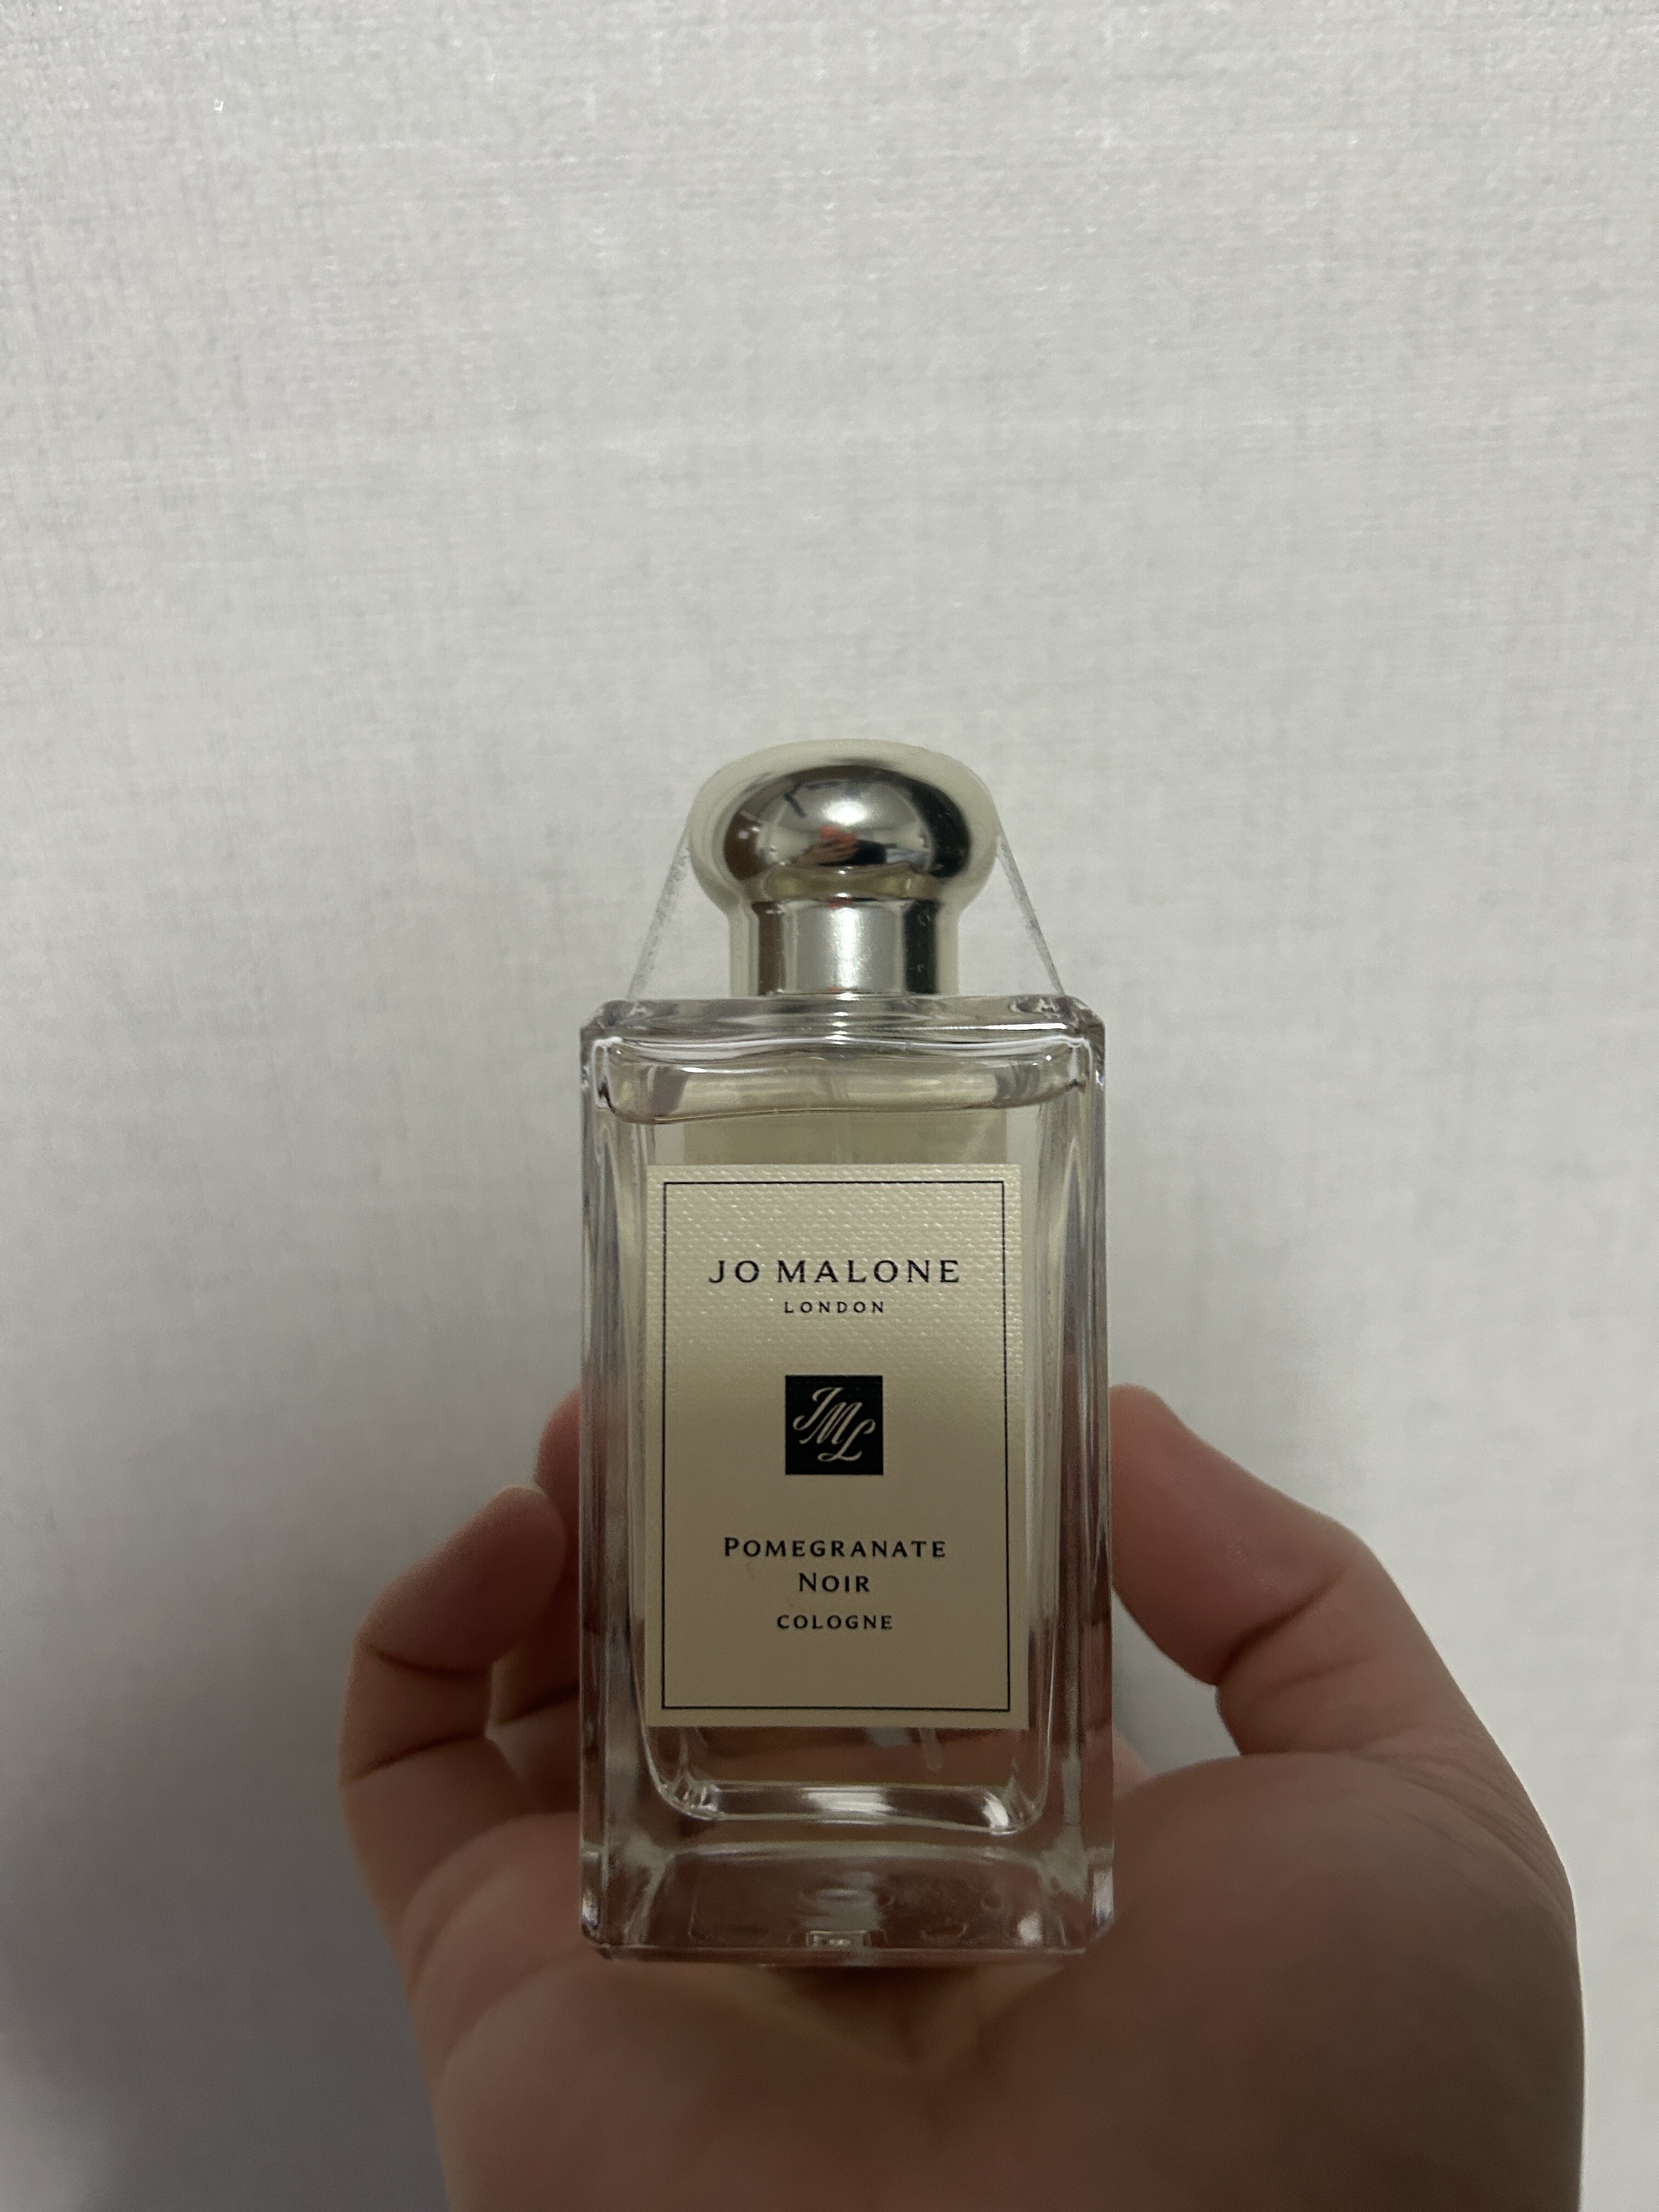 JO MALONE
LONDON
JML
POMEGRANATE
NOIR
COLOGNE